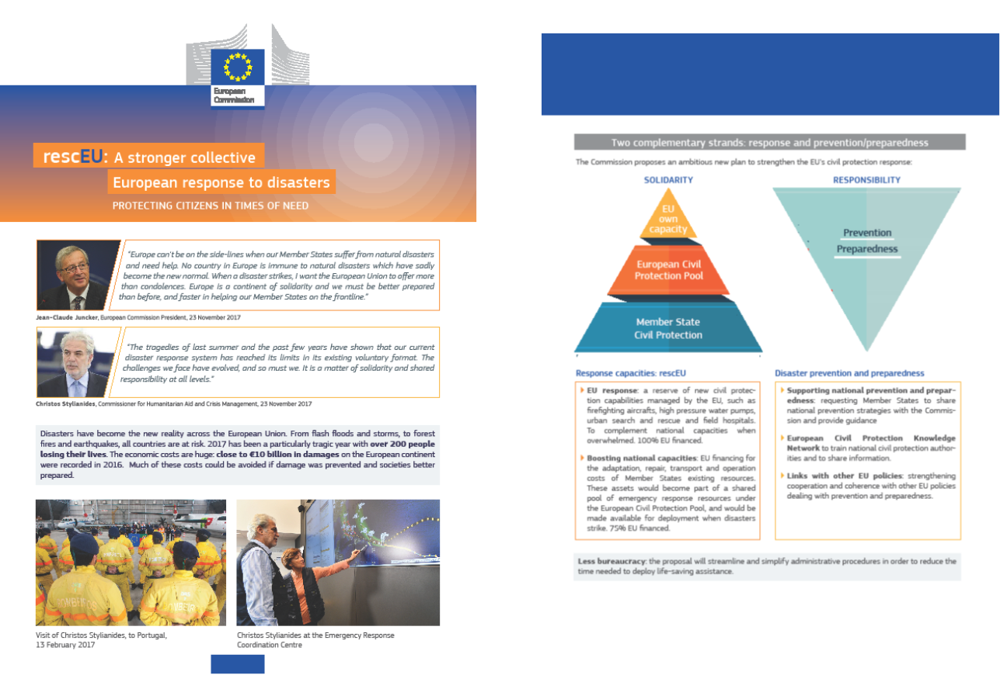 European
Commission
rescEU: A stronger collective
European response to disasters
PROTECTING CITIZENS IN TIMES OF NEED
"Europe can't be on the side-lines when our Member States suffer from natural disasters
and need help. No country in Europe is immune to natural disasters which have sadly
become the new normal. When a disaster strikes, I want the European Union to offer more
than condolences. Europe is a continent of solidarity and we must be better prepared
than before, and faster in helping our Member States on the frontline."
Jean-Claude Juncker, European Commission President, 23 November 2017
"The tragedies of last summer and the past few years have shown that our current
disaster response system has reached its limits in its existing voluntary format. The
challenges we face have evolved, and so must we. It is a matter of solidarity and shared
responsibility at all levels."
Christos Stylianides, Commissioner for Humanitarian Aid and Crisis Management, 23 November 2017
Disasters have become the new reality across the European Union. From flash floods and storms, to forest
fires and earthquakes, all countries are at risk. 2017 has been a particularly tragic year with over 200 people
losing their lives. The economic costs are huge: close to €10 billion in damages on the European continent
were recorded in 2016. Much of these costs could be avoided if damage was prevented and societies better
prepared.
BOMBEIROS
BOMBEIROS
Visit of Christos Stylianides, to Portugal,
13 February 2017
Christos Stylianides at the Emergency Response
Coordination Centre
Two complementary strands: response and prevention/preparedness
The Commission proposes an ambitious new plan to strengthen the EU's civil protection response:
SOLIDARITY
EU
own
capacity
European Civil
Protection Pool
Member State
Civil Protection
RESPONSIBILITY
Prevention
Preparedness
Response capacities: rescEU
EU response: a reserve of new civil protec-
tion capabilities managed by the EU, such as
firefighting aircrafts, high pressure water pumps,
urban search and rescue and field hospitals.
To complement national capacities when
overwhelmed. 100% EU financed.
Boosting national capacities: EU financing for
the adaptation, repair, transport and operation
costs of Member States existing resources.
These assets would become part of a shared
pool of emergency response resources under
the European Civil Protection Pool, and would be
made available for deployment when disasters
strike. 75% EU financed.
Disaster prevention and preparedness
Supporting national prevention and prepar-
edness: requesting Member States to share
national prevention strategies with the Commis-
sion and provide guidance
European Civil Protection Knowledge
Network to train national civil protection author-
ities and to share information.
Links with other EU policies: strengthening
cooperation and coherence with other EU policies
dealing with prevention and preparedness.
Less bureaucracy: the proposal will streamline and simplify administrative procedures in order to reduce the
time needed to deploy life-saving assistance.